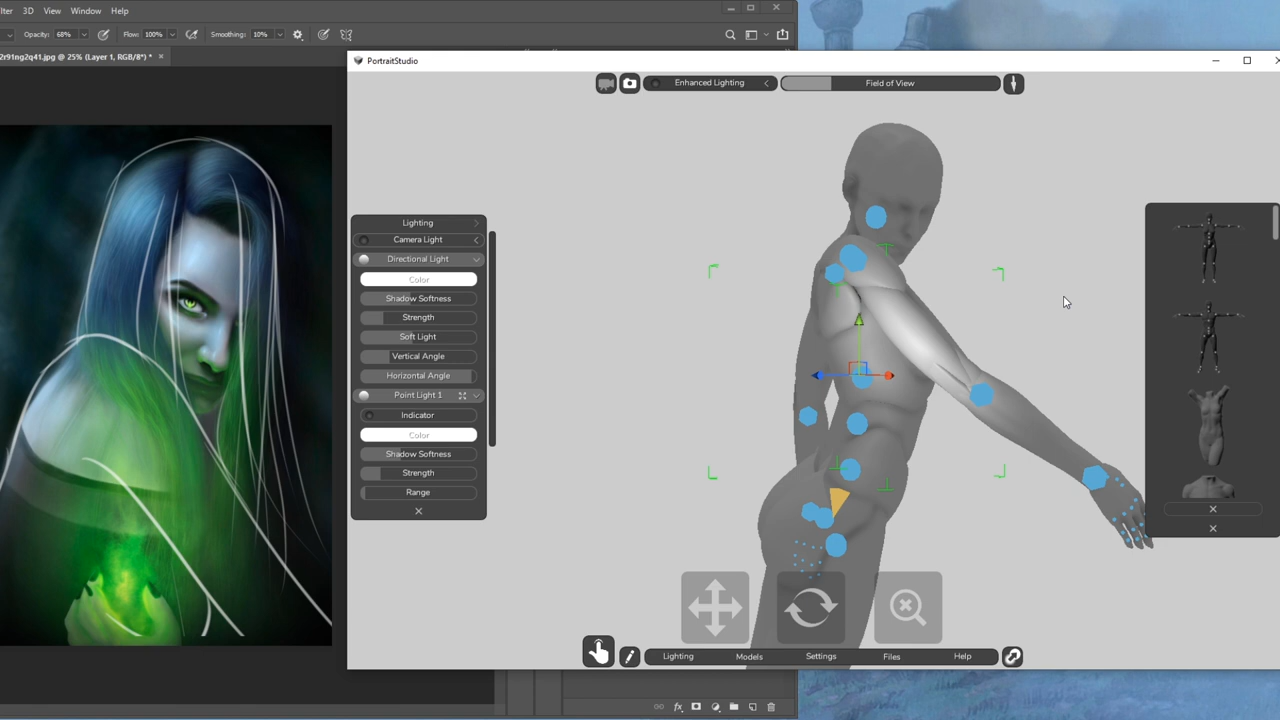 lter 3D View Window Help
Opacity: 68% Flow: 100% Smoothing: 10%
2r91ng2q41.jpg @ 25% (Layer 1, RGB/8*) * ×
PortraitStudio
Enhanced Lighting
Field of View
Lighting
Camera Light
Directional Light
Color
Shadow Softness
Strength
Soft Light
Vertical Angle
Horizontal Angle
Point Light 1
Indicator
Color
Shadow Softness
Strength
Range
Lighting Models Settings Files Help
fx